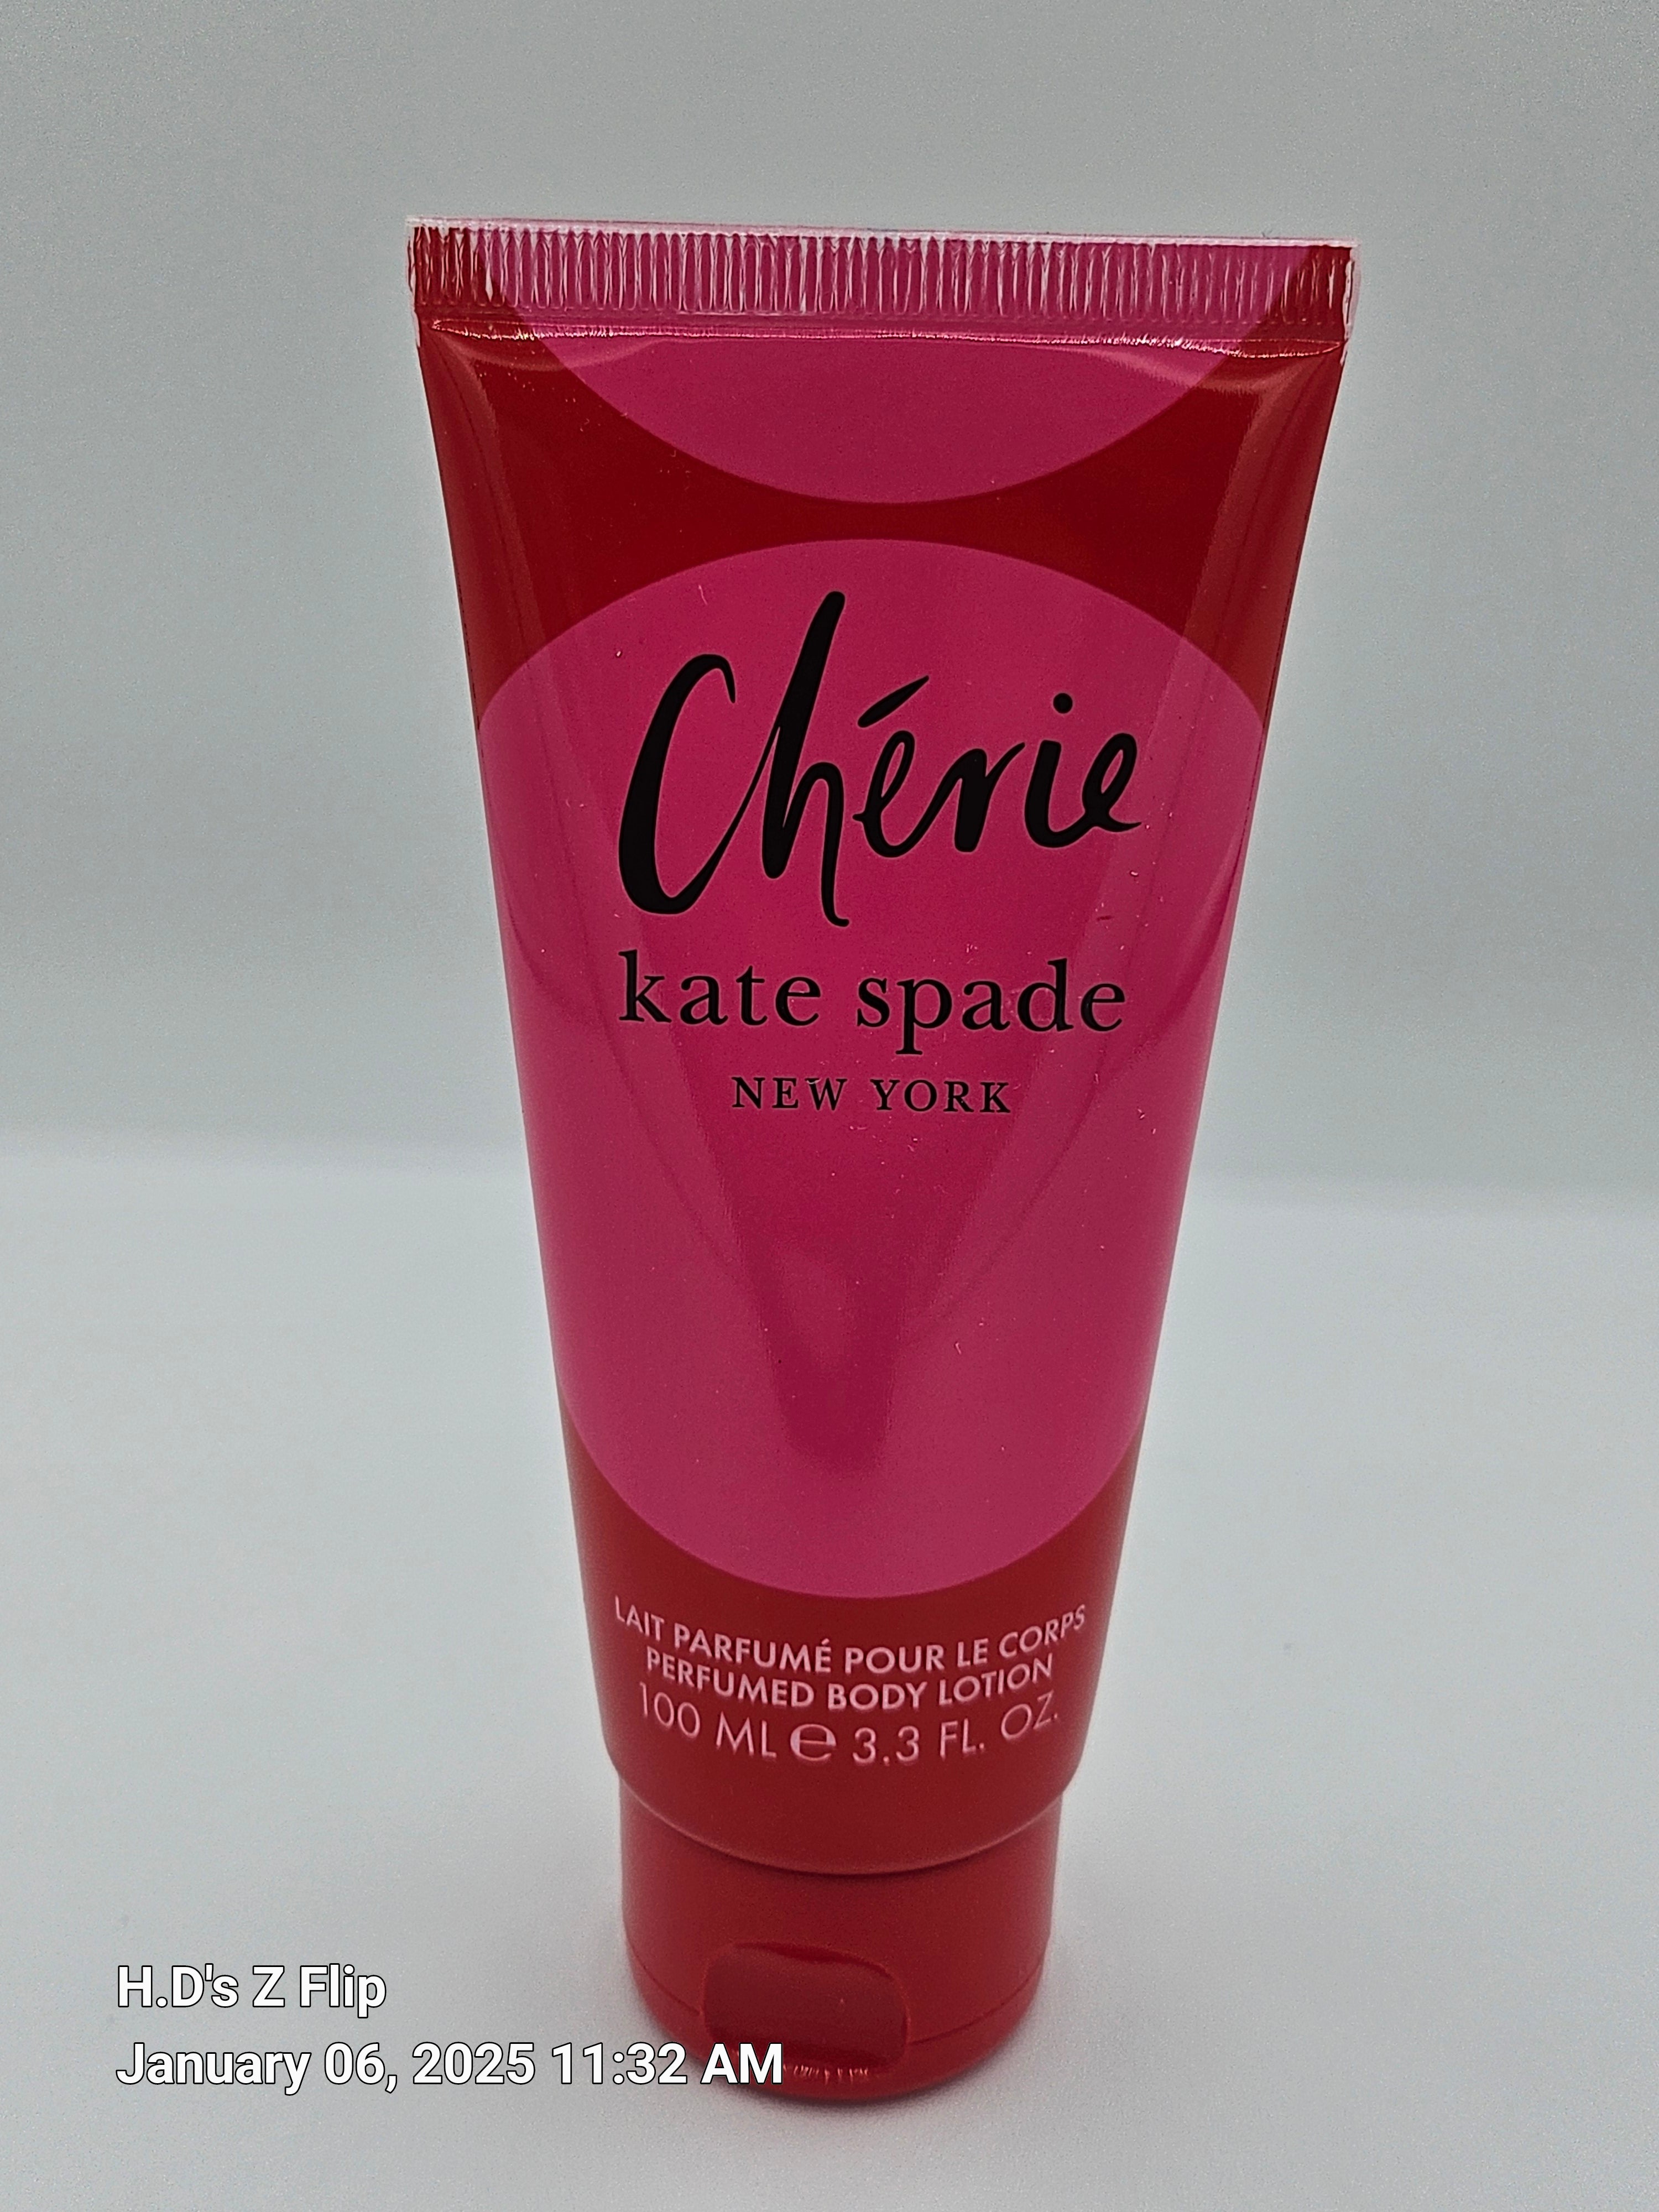 Chérie
kate spade
NEW YORK
LAIT PARFUMÉ POUR LE CORPS
PERFUMED BODY LOTION
100 ML ℮ 3.3 FL. OZ.
H.D's Z Flip
January 06, 2025 11:32 AM